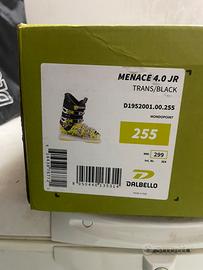 MENACE 4.0 JR
TRANS/BLACK
D1952001.00.255
MONDOPOINT
255
299
DALBELLO